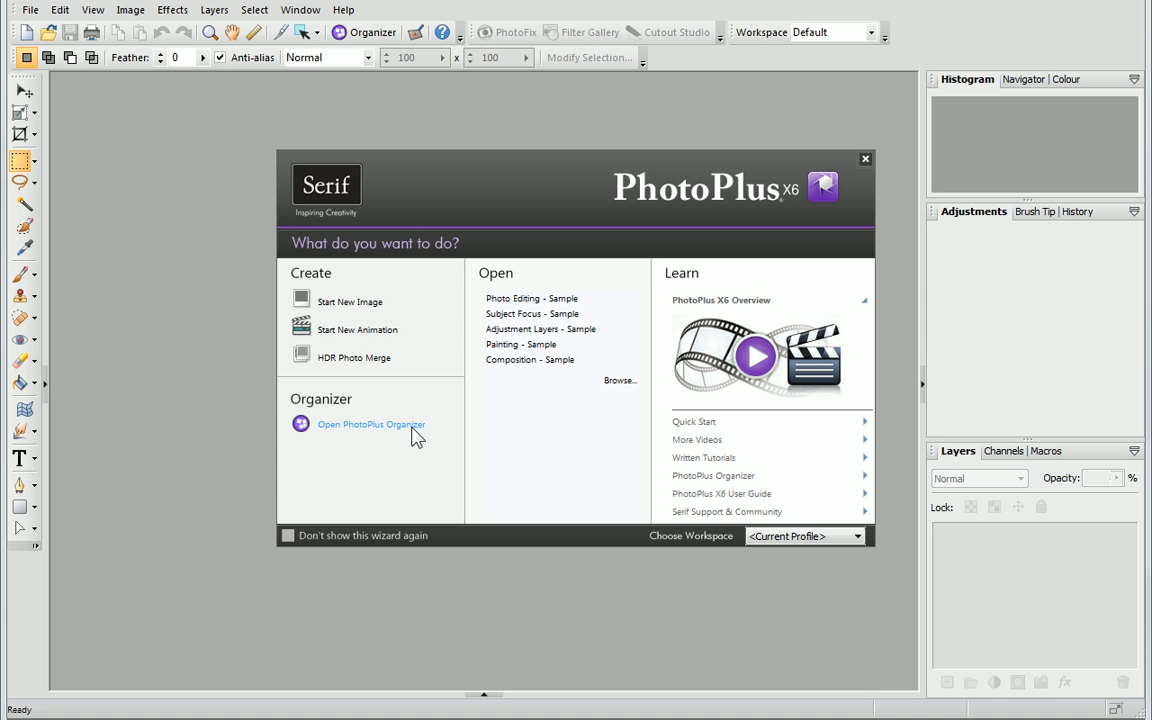 File Edit View Image Effects Layers Select Window Help
Organizer PhotoFix Filter Gallery Cutout Studio Workspace Default
Feather: 0 Anti-alias Normal 100 x 100 Modify Selection...
Histogram Navigator | Colour
Serif
Inspiring Creativity
PhotoPlus X6
Adjustments Brush Tip | History
What do you want to do?
Create
Start New Image
Start New Animation
HDR Photo Merge
Organizer
Open PhotoPlus Organizer
Open
Photo Editing - Sample
Subject Focus - Sample
Adjustment Layers - Sample
Painting - Sample
Composition - Sample
Browse...
Learn
PhotoPlus X6 Overview
Quick Start
More Videos
Written Tutorials
PhotoPlus Organizer
PhotoPlus X6 User Guide
Serif Support & Community
Don't show this wizard again
Choose Workspace <Current Profile>
Layers Channels | Macros
Normal Opacity: %
Lock:
T
fx
Ready